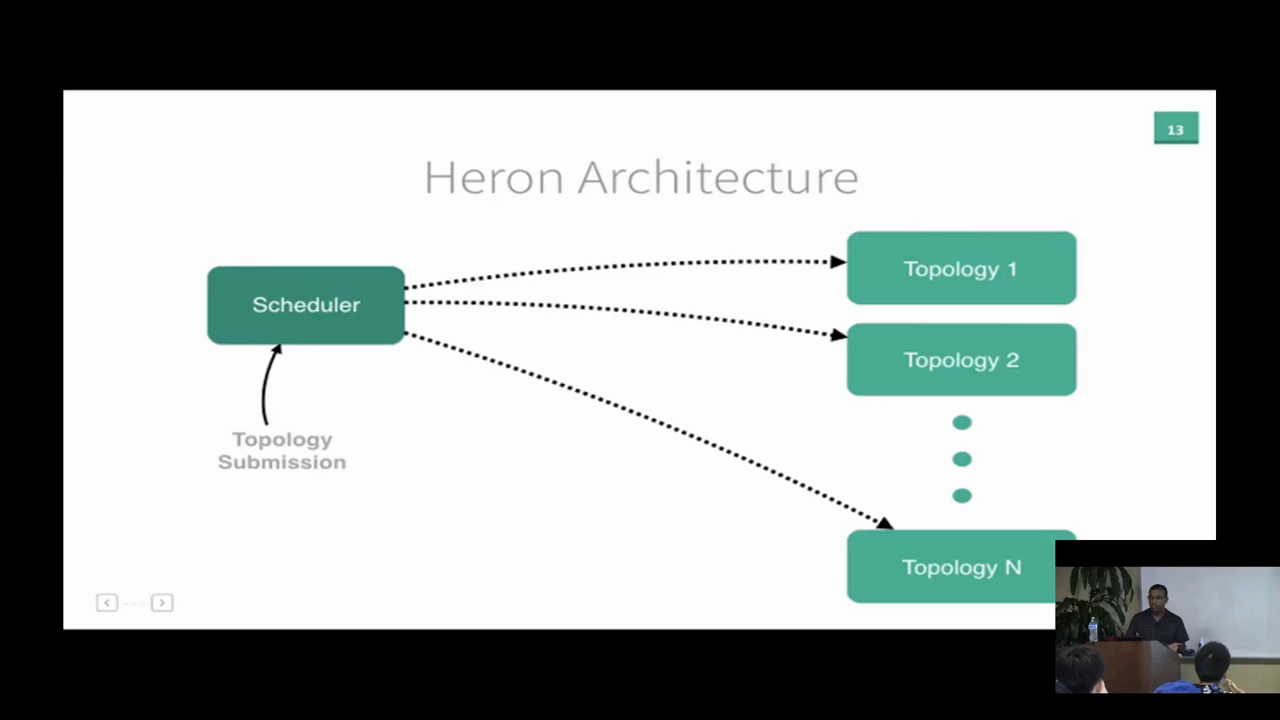 13
Heron Architecture
Scheduler
Topology 1
Topology 2
Topology
Submission
Topology N